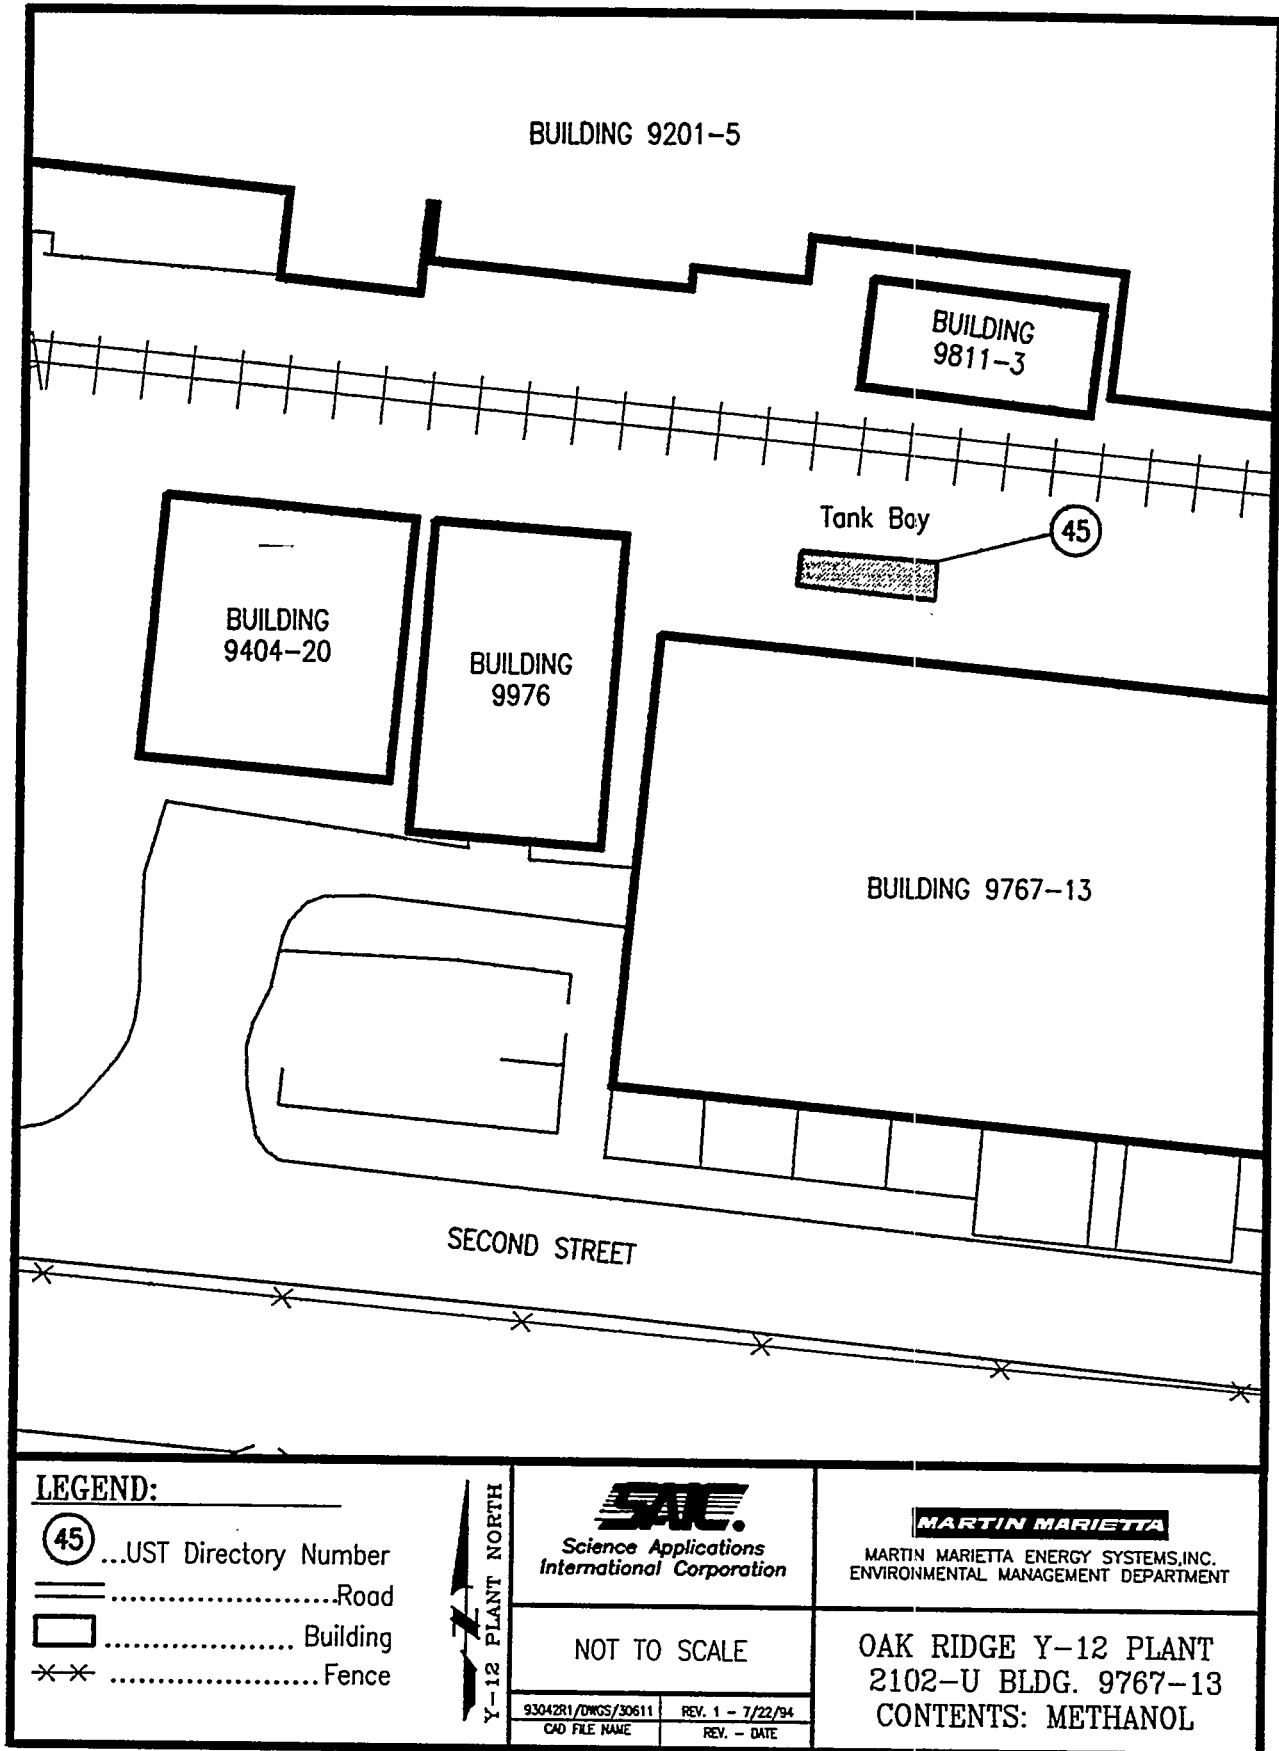 BUILDING 9201-5
BUILDING
9811-3
Tank Bay
45
BUILDING
9404-20
BUILDING
9976
BUILDING 9767-13
SECOND STREET
LEGEND:
45 ...UST Directory Number
.......................Road
................... Building
.....................Fence
Y-12 PLANT NORTH
N
SAIC.
Science Applications
International Corporation
NOT TO SCALE
93042R1/DWGS/30611
REV. 1 - 7/22/94
CAD FILE NAME
REV. - DATE
MARTIN MARIETTA
MARTIN MARIETTA ENERGY SYSTEMS,INC.
ENVIRONMENTAL MANAGEMENT DEPARTMENT
OAK RIDGE Y-12 PLANT
2102-U BLDG. 9767-13
CONTENTS: METHANOL